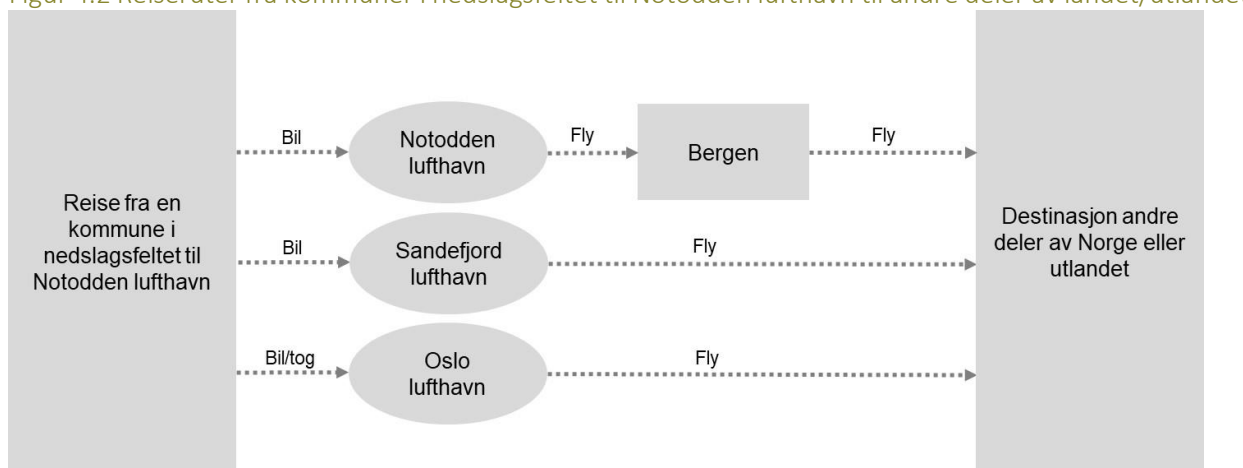 Figur 4.2 Reiseruter fra kommuner i nedslagsfeltet til Notodden lufthavn til andre deler av landet/utlandet
Reise fra en
kommune i
nedslagsfeltet til
Notodden lufthavn
Bil
Notodden
lufthavn
Fly
Bergen
Fly
Bil
Sandefjord
lufthavn
Fly
Bil/tog
Oslo
lufthavn
Fly
Destinasjon andre
deler av Norge eller
utlandet